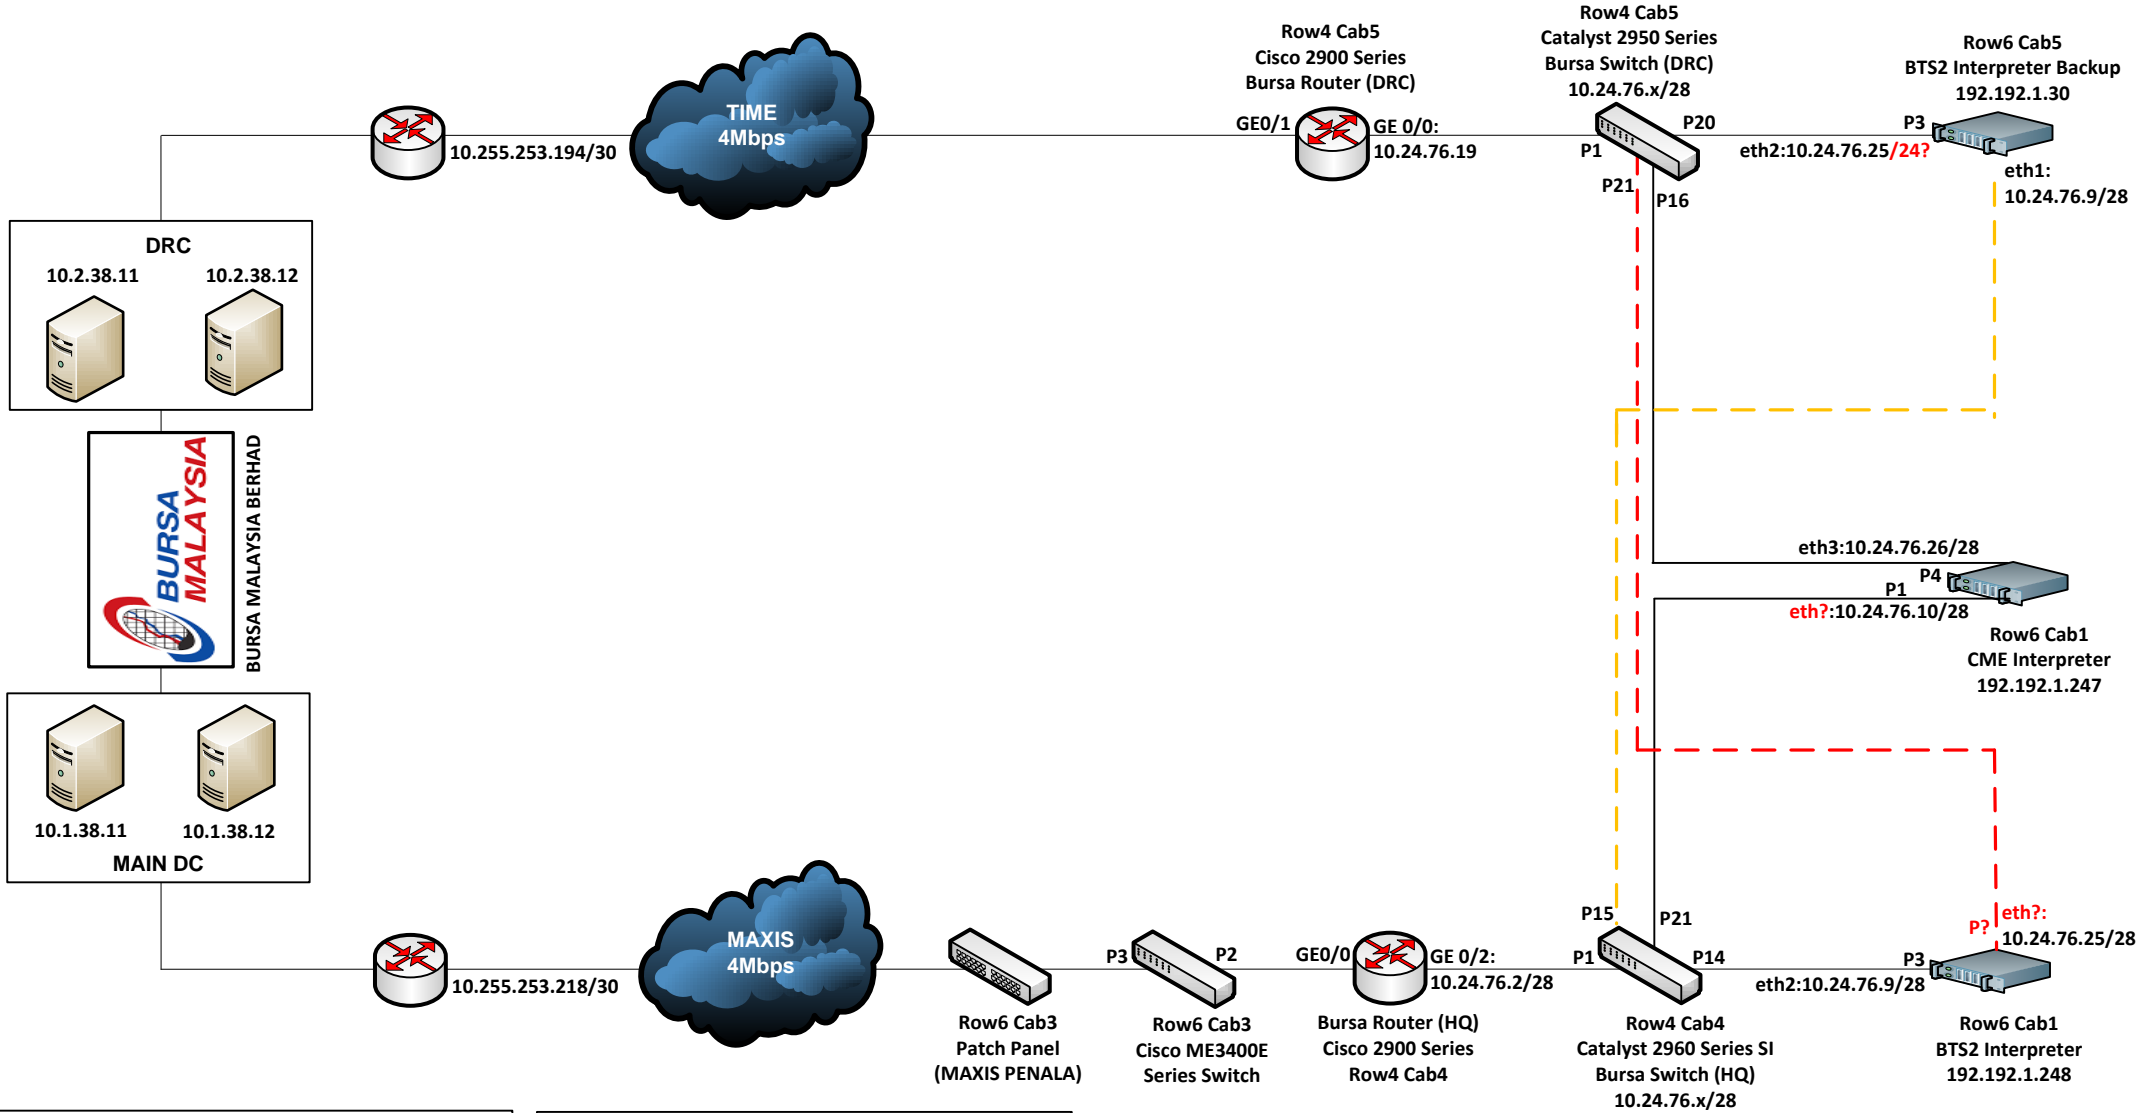 Row4 Cab5
Cisco 2900 Series
Bursa Router (DRC)
Row4 Cab5
Catalyst 2950 Series
Bursa Switch (DRC)
10.24.76.x/28
Row6 Cab5
BTS2 Interpreter Backup
192.192.1.30
TIME
4Mbps
10.255.253.194/30
GE0/1
GE 0/0:
10.24.76.19
P1
P20
P3
eth2:10.24.76.25/24?
P21
P16
eth1:
10.24.76.9/28
DRC
10.2.38.11
10.2.38.12
BURSA
MALAYSIA
BURSA MALAYSIA BERHAD
eth3:10.24.76.26/28
P4
P1
eth?:10.24.76.10/28
Row6 Cab1
CME Interpreter
192.192.1.247
10.1.38.11
10.1.38.12
MAIN DC
MAXIS
4Mbps
10.255.253.218/30
P3
P2
GE0/0
GE 0/2:
10.24.76.2/28
P15
P21
P1
P14
P3
eth2:10.24.76.9/28
P?
eth?:
10.24.76.25/28
Row6 Cab3
Patch Panel
(MAXIS PENALA)
Row6 Cab3
Cisco ME3400E
Series Switch
Bursa Router (HQ)
Cisco 2900 Series
Row4 Cab4
Row4 Cab4
Catalyst 2960 Series SI
Bursa Switch (HQ)
10.24.76.x/28
Row6 Cab1
BTS2 Interpreter
192.192.1.248